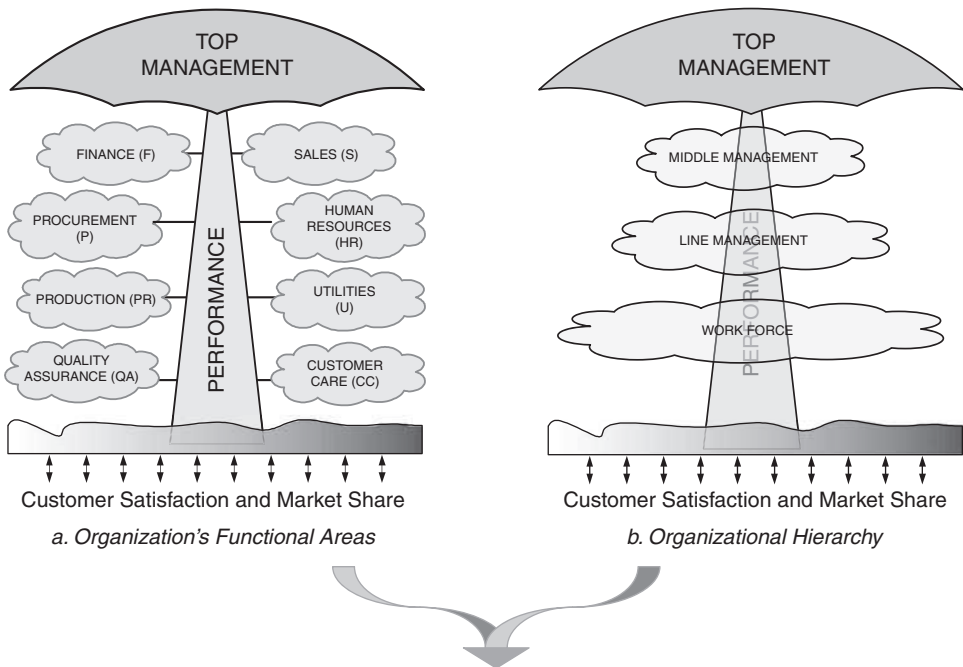 TOP
MANAGEMENT
FINANCE (F)
SALES (S)
PROCUREMENT
(P)
HUMAN
RESOURCES
(HR)
PRODUCTION (PR)
UTILITIES
(U)
QUALITY
ASSURANCE (QA)
CUSTOMER
CARE (CC)
PERFORMANCE
Customer Satisfaction and Market Share
a. Organization's Functional Areas
TOP
MANAGEMENT
MIDDLE MANAGEMENT
LINE MANAGEMENT
WORK FORCE
PERFORMANCE
Customer Satisfaction and Market Share
b. Organizational Hierarchy